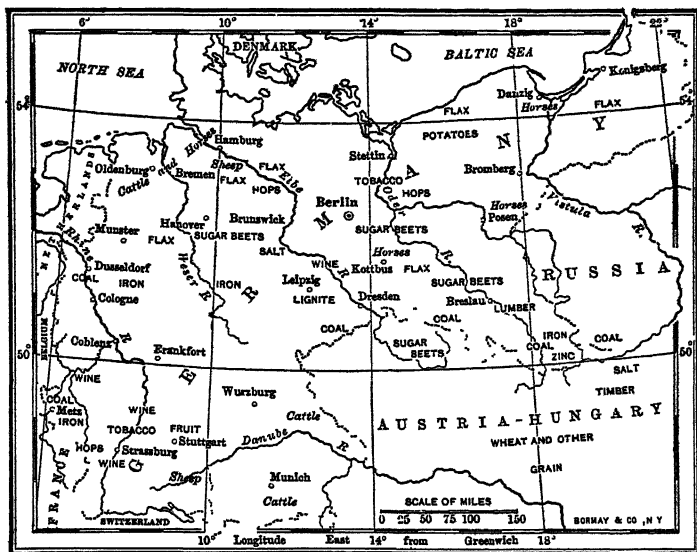 6° 10° 14° 18° 22°
DENMARK
BALTIC SEA
NORTH SEA
Konigsberg
Danzig
Horses
FLAX
54°
FLAX
POTATOES
Hamburg
Horses
Cattle and
Sheep
Stettin
Oldenburg
Bremen
FLAX
FLAX
HOPS
Elbe
TOBACCO
HOPS
Oder
Bromberg
Vistula
R.
NETHERLANDS
Berlin
Horses
Posen
Brunswick
Hanover
SUGAR BEETS
SUGAR BEETS
Munster
FLAX
Rhine
Weser R
SALT
WINE
R
Horses
Kottbus
FLAX
R.
RUSSIA
Dusseldorf
COAL
IRON
Cologne
IRON
Leipzig
LIGNITE
Dresden
SUGAR BEETS
Breslau
LUMBER
COAL
COAL
IRON
COAL
COAL
ZINC
SUGAR
BEETS
BELGIUM
Coblenz
R
Frankfort
50°
50°
WINE
SALT
TIMBER
GERMANY
Wurzburg
COAL
Metz
IRON
WINE
Cattle
AUSTRIA-HUNGARY
TOBACCO
FRUIT
Stuttgart
WHEAT AND OTHER
GRAIN
HOPS
Strassburg
WINE
Danube
R
Sheep
Munich
Cattle
FRANCE
SWITZERLAND
SCALE OF MILES
0 25 50 75 100 150
BORMAY & CO., N Y
10° Longitude East 14° from Greenwich 18°